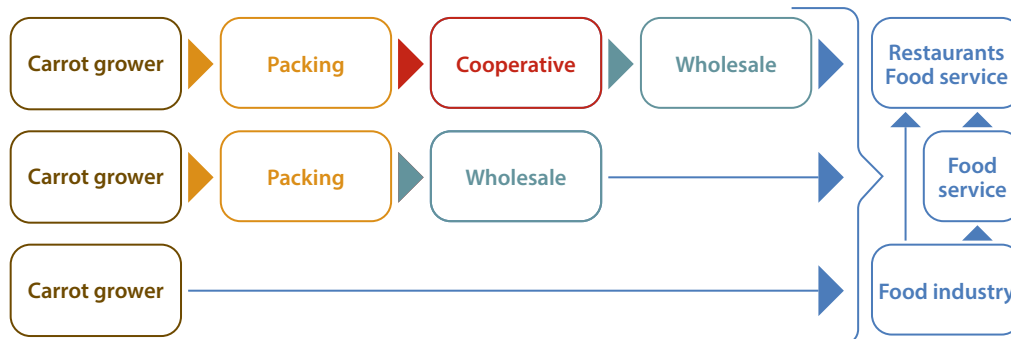 Carrot grower
Packing
Cooperative
Wholesale
Restaurants
Food service
Carrot grower
Packing
Wholesale
Food
service
Carrot grower
Food industry